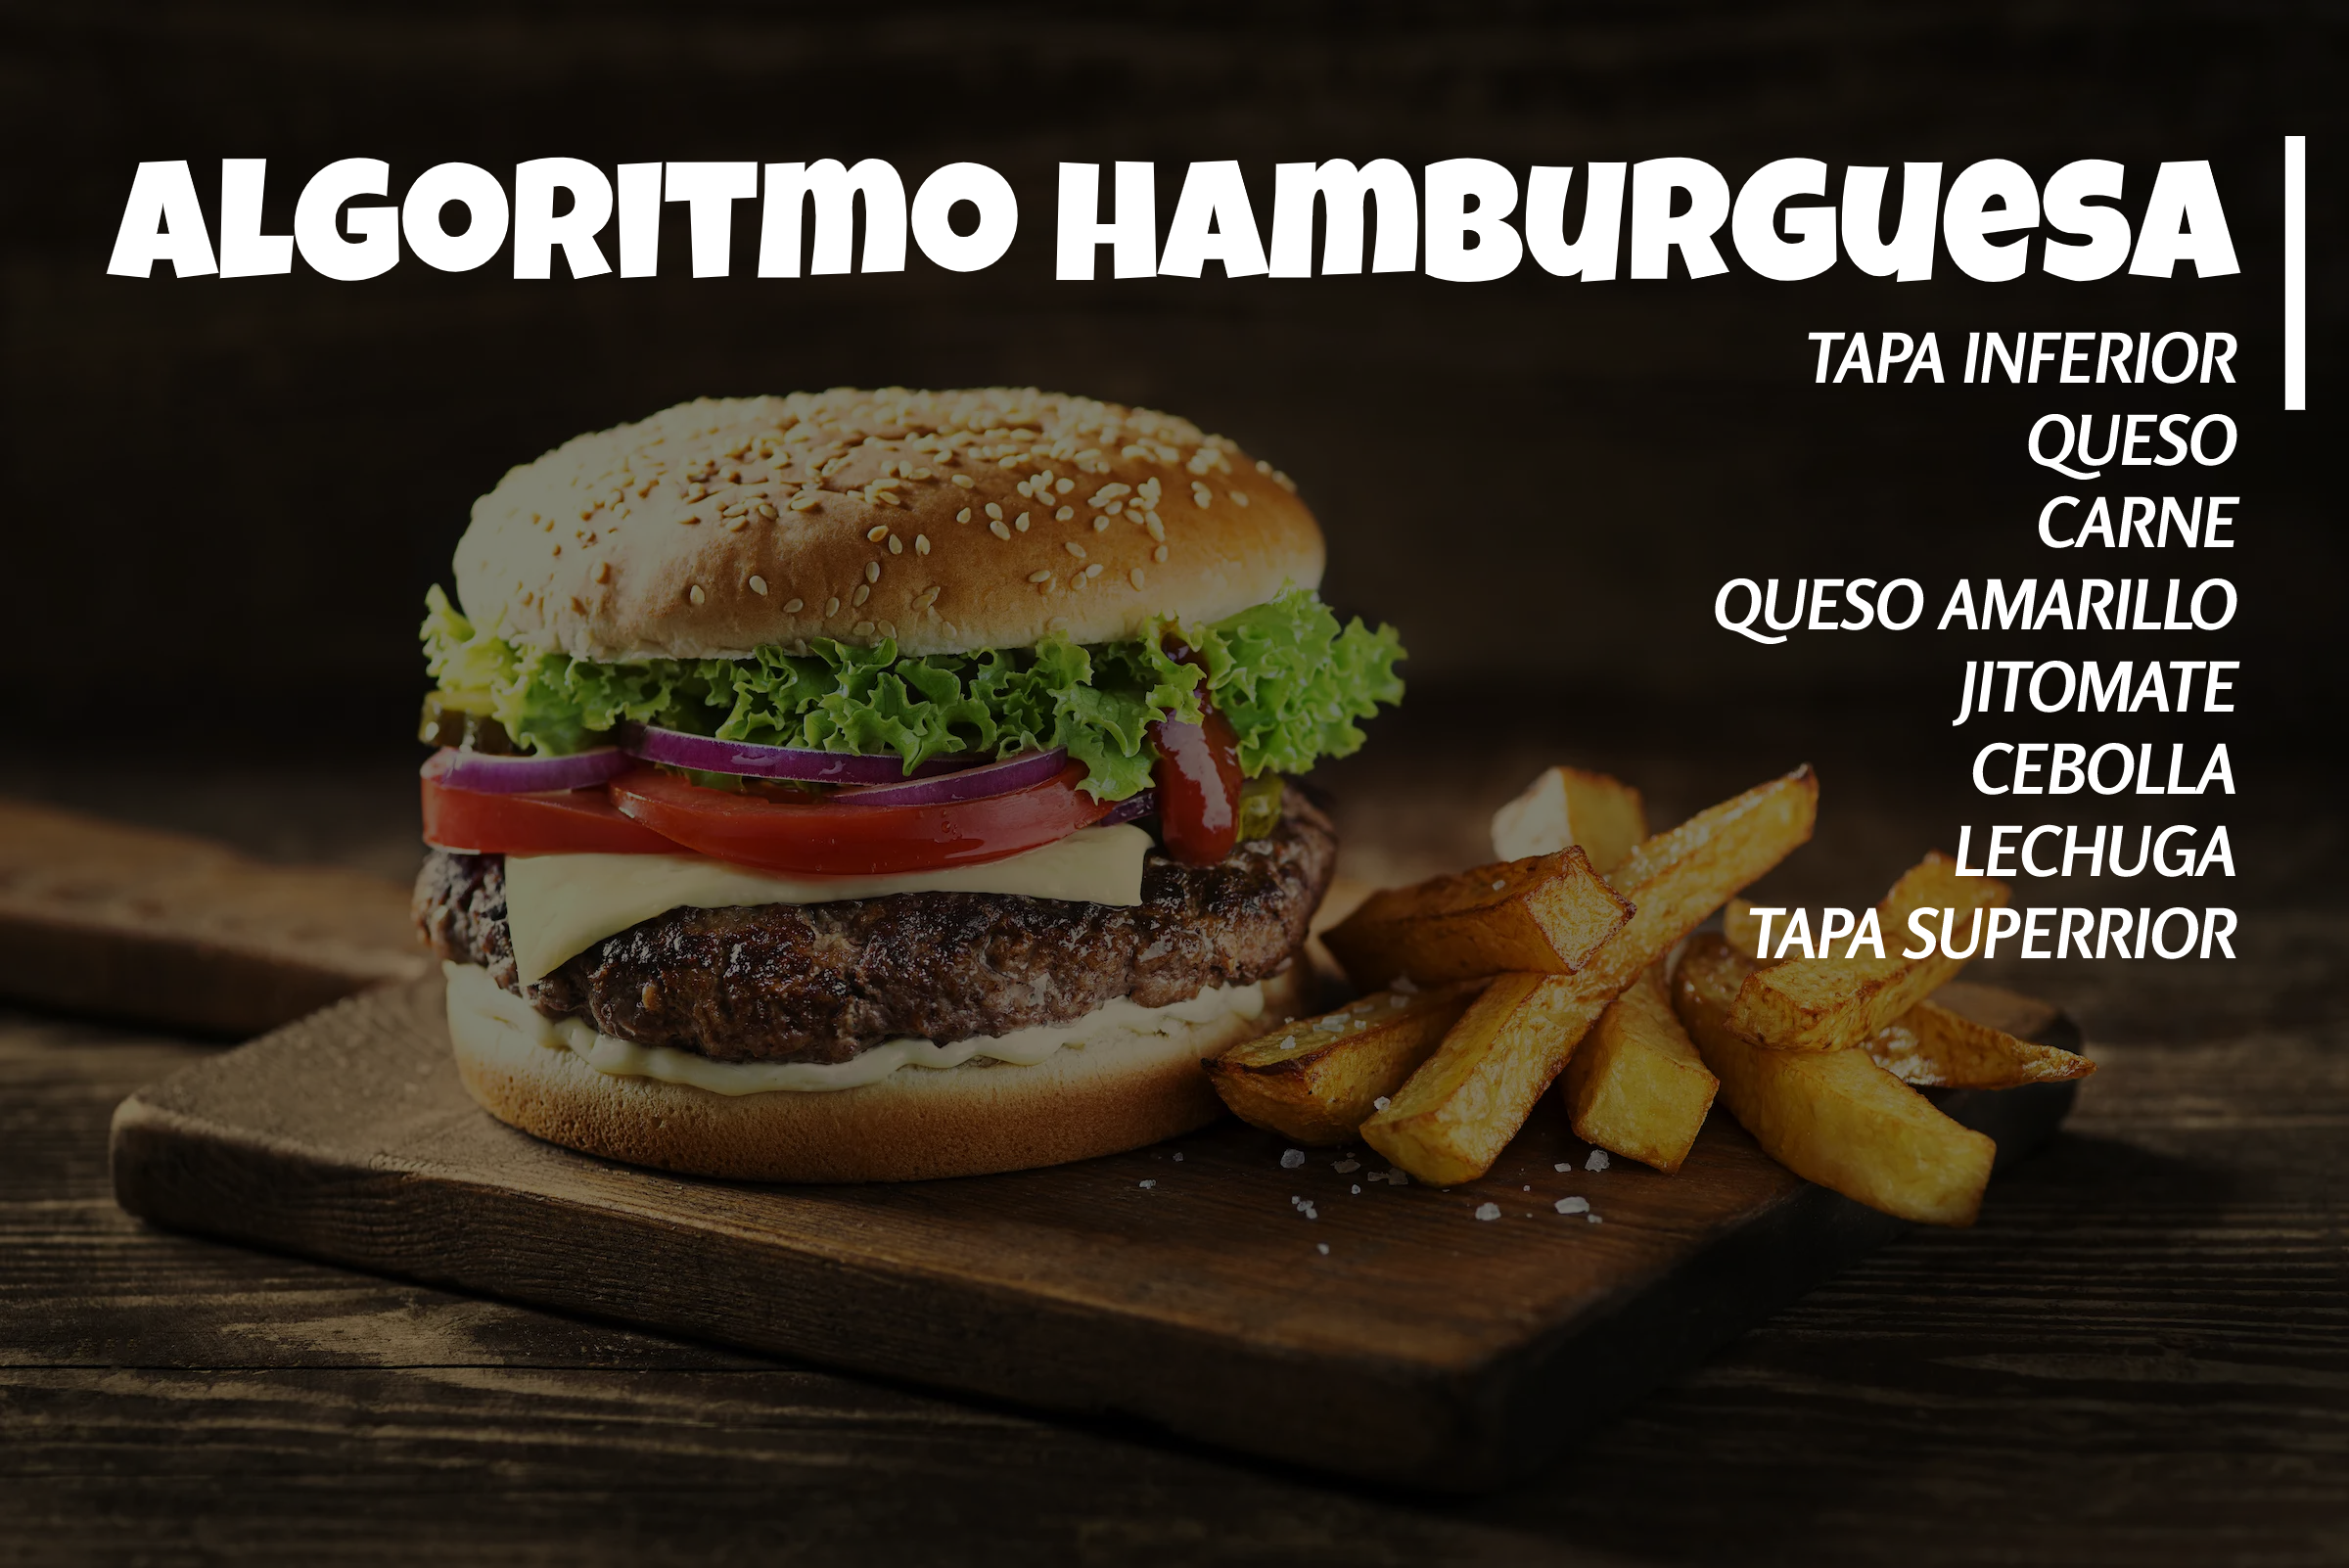 ALGORITMO HAMBURGUESA
TAPA INFERIOR
QUESO
CARNE
QUESO AMARILLO
JITOMATE
CEBOLLA
LECHUGA
TAPA SUPERRIOR